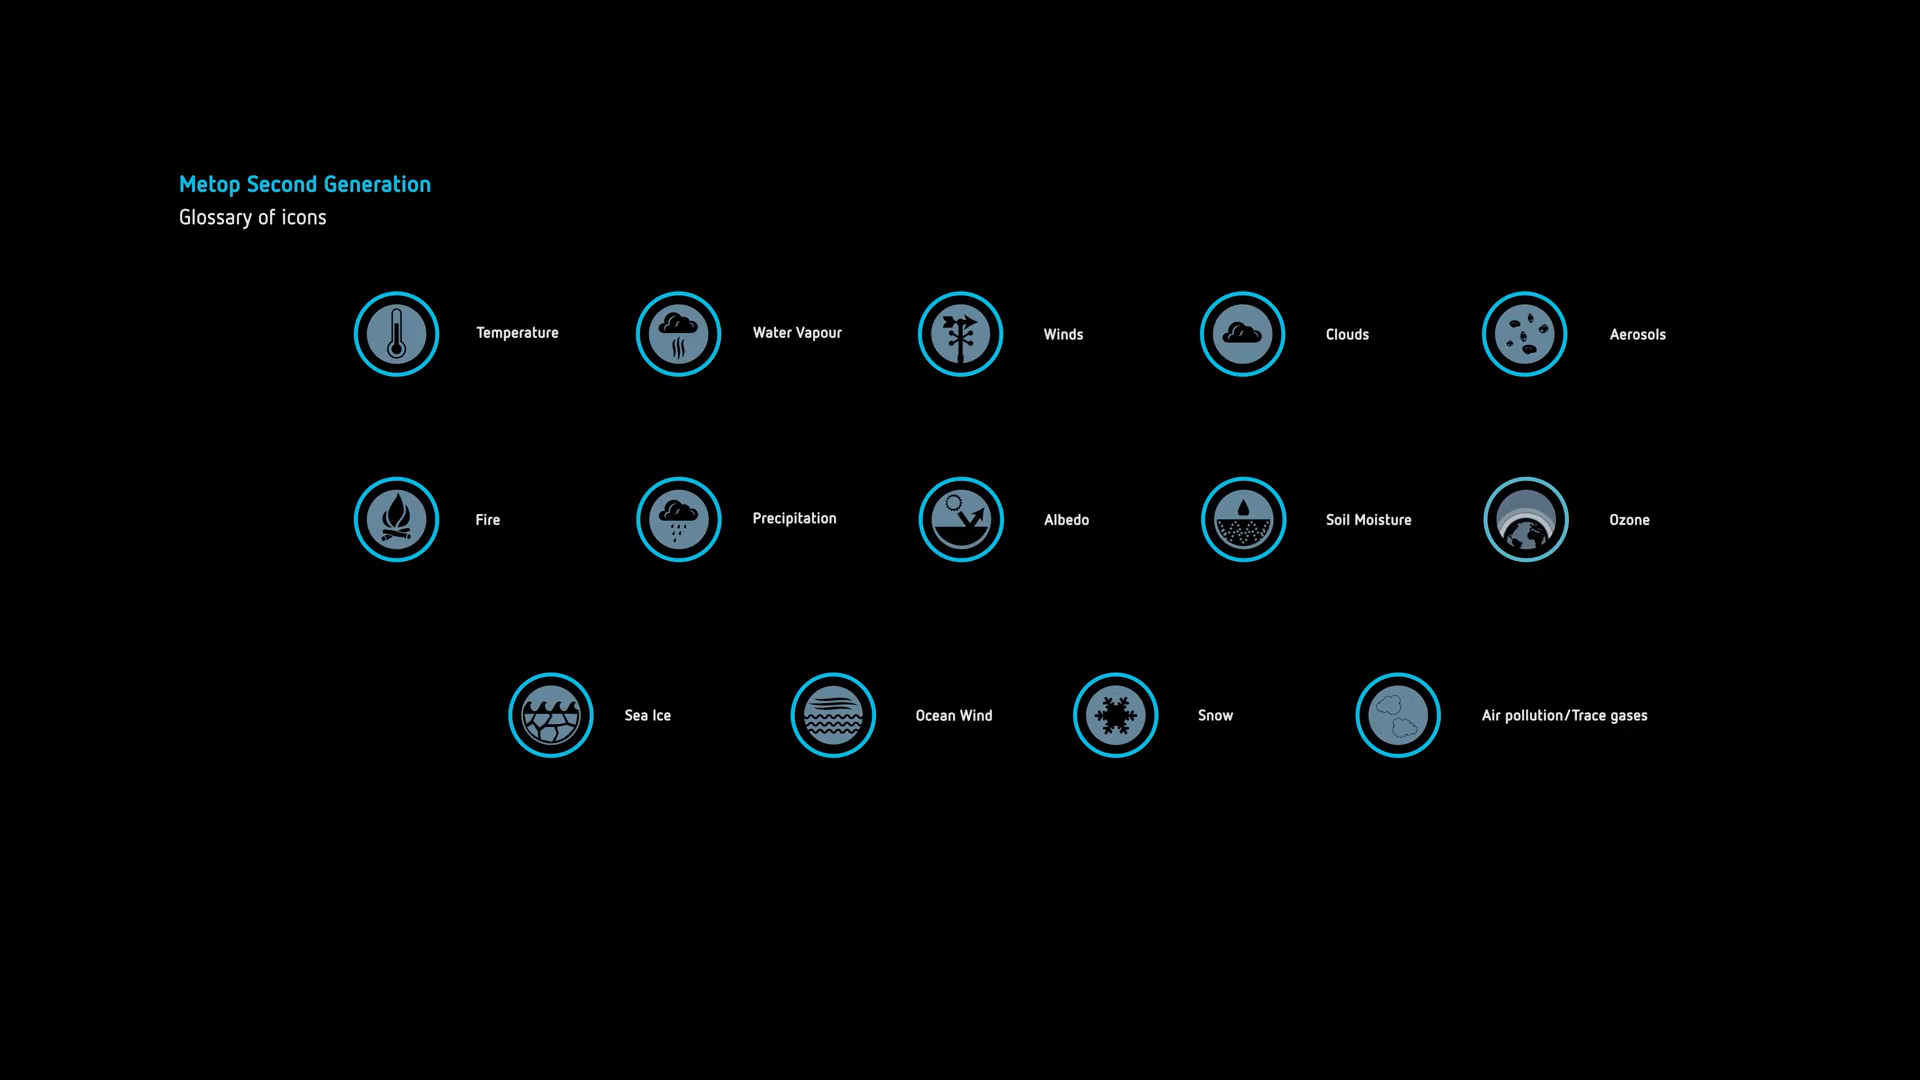 Metop Second Generation
Glossary of icons
Temperature
Water Vapour
Winds
Clouds
Aerosols
Fire
Precipitation
Albedo
Soil Moisture
Ozone
Sea Ice
Ocean Wind
Snow
Air pollution/Trace gases